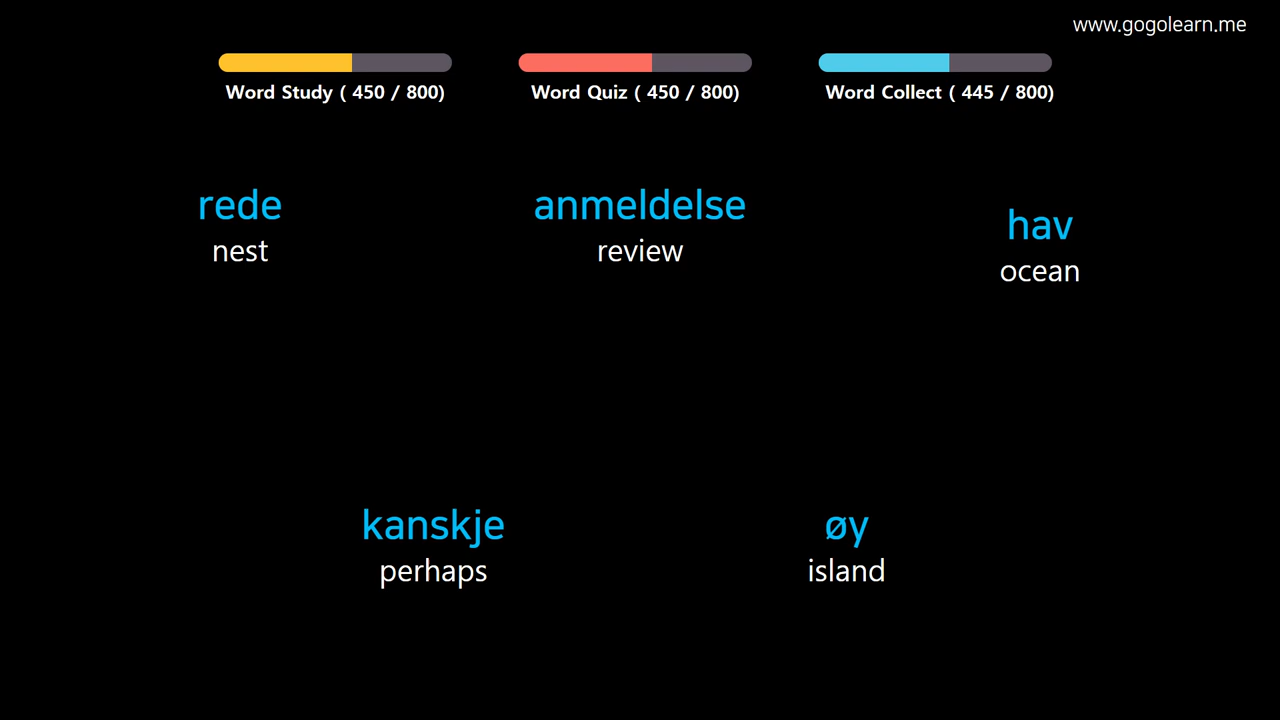 www.gogolearn.me
Word Study ( 450 / 800)
Word Quiz ( 450 / 800)
Word Collect ( 445 / 800)
rede
nest
anmeldelse
review
hav
ocean
kanskje
perhaps
øy
island